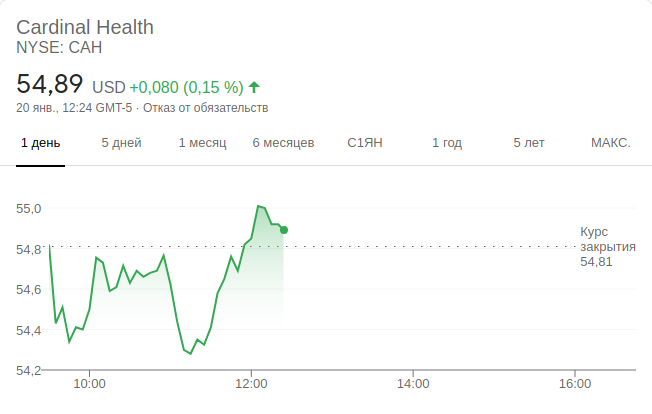 Cardinal Health
NYSE: CAH
54,89 USD +0,080 (0,15 %)
20 янв., 12:24 GMT-5 · Отказ от обязательств
1 день 5 дней 1 месяц 6 месяцев С1ЯН 1 год 5 лет МАКС.
55,0
54,8
54,6
54,4
54,2
Курс
закрытия
54,81
10:00 12:00 14:00 16:00